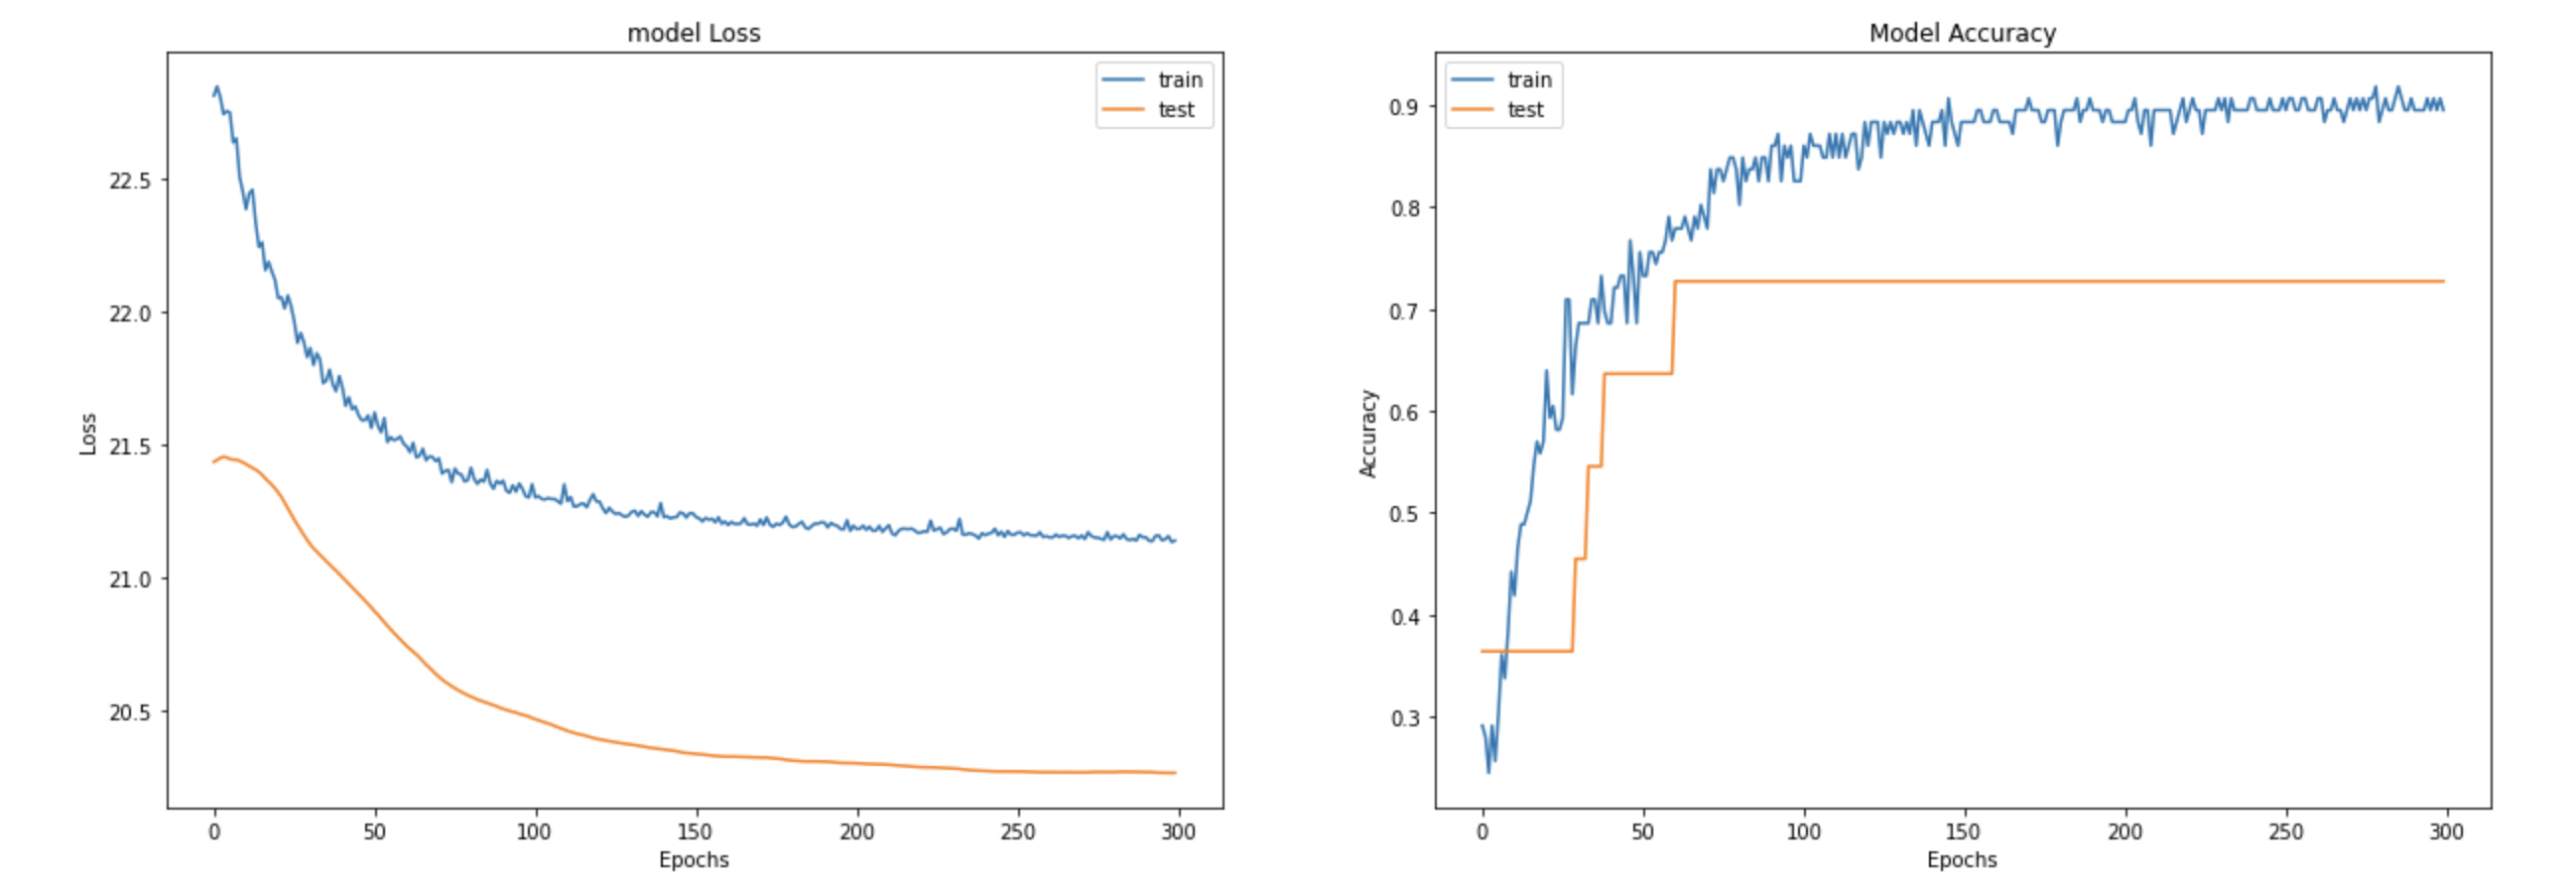 model Loss
train
test
22.5
22.0
21.5
21.0
20.5
Loss
0 50 100 150 200 250 300
Epochs
Model Accuracy
train
test
0.9
0.8
0.7
0.6
0.5
0.4
0.3
Accuracy
0 50 100 150 200 250 300
Epochs